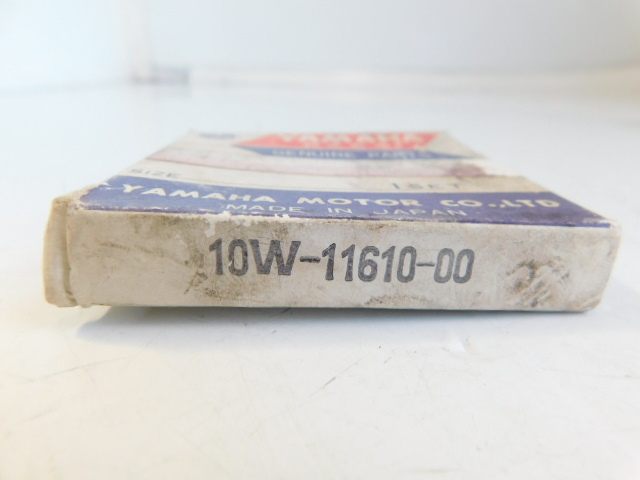 YAMAHA
GENUINE PARTS
SIZE 1 SET
YAMAHA MOTOR CO.,LTD
MADE IN JAPAN
10W-11610-00